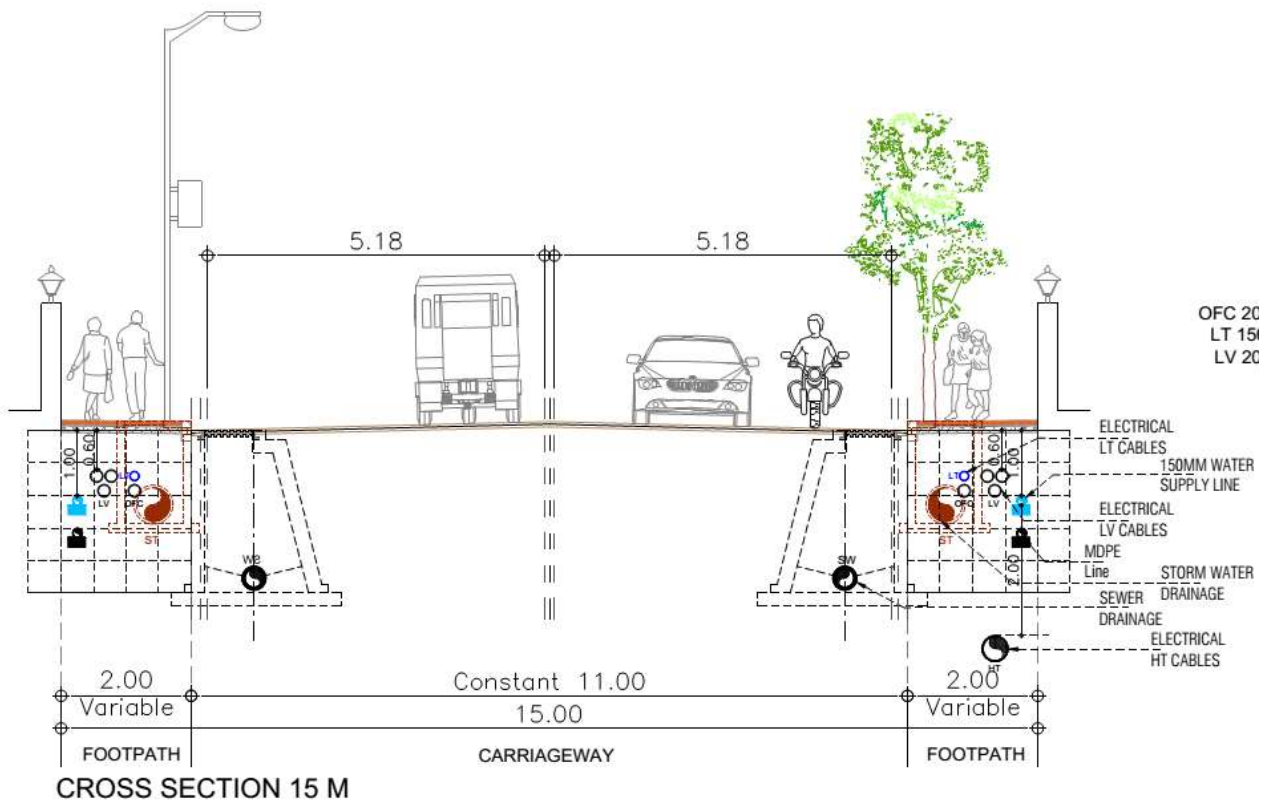 5.18
5.18
OFC 20
LT 150
LV 20
ELECTRICAL
LT CABLES
150MM WATER
SUPPLY LINE
ELECTRICAL
LV CABLES
MDPE
Line
STORM WATER
DRAINAGE
SEWER
DRAINAGE
ELECTRICAL
HT CABLES
1.00
0.60
LV
OFC
ST
LT
OFC
LV
ST
0.60
1.00
2.00
SW
HT
2.00
Variable
Constant 11.00
2.00
Variable
15.00
FOOTPATH
CARRIAGEWAY
FOOTPATH
CROSS SECTION 15 M